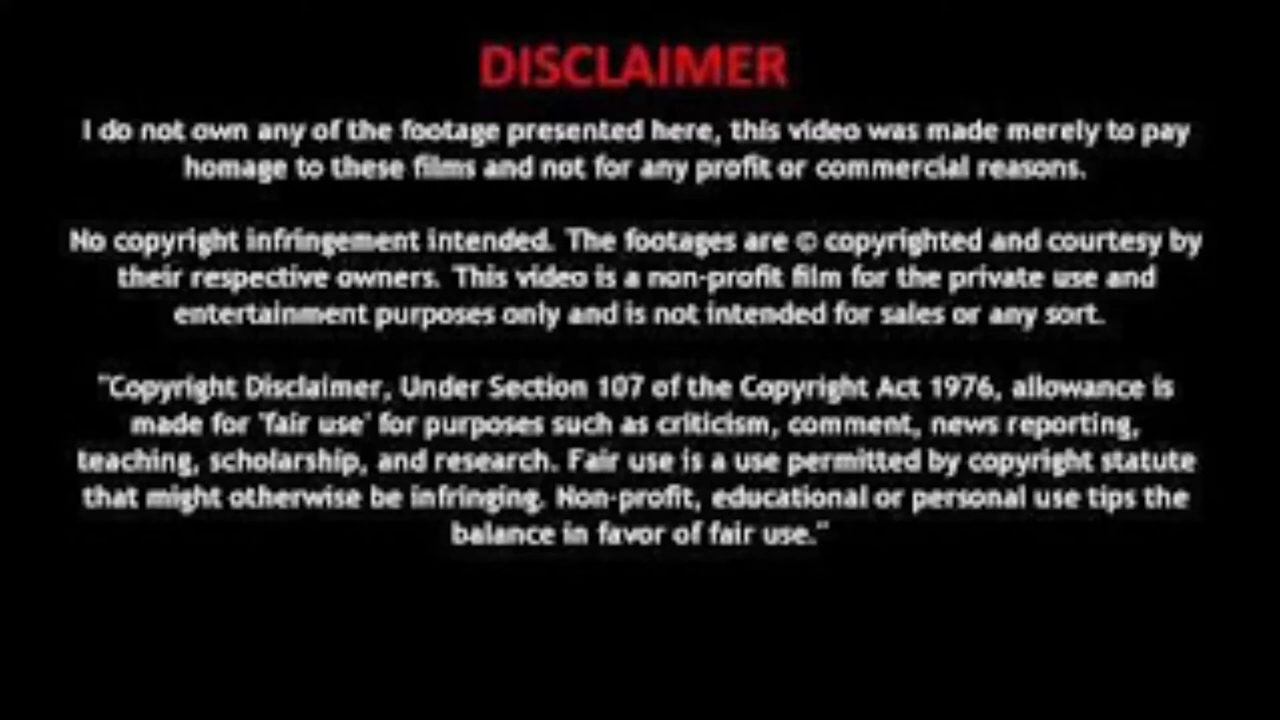 DISCLAIMER
I do not own any of the footage presented here, this video was made merely to pay
homage to these films and not for any profit or commercial reasons.
No copyright infringement intended. The footages are © copyrighted and courtesy by
their respective owners. This video is a non-profit film for the private use and
entertainment purposes only and is not intended for sales or any sort.
"Copyright Disclaimer, Under Section 107 of the Copyright Act 1976, allowance is
made for 'fair use' for purposes such as criticism, comment, news reporting,
teaching, scholarship, and research. Fair use is a use permitted by copyright statute
that might otherwise be infringing. Non-profit, educational or personal use tips the
balance in favor of fair use."